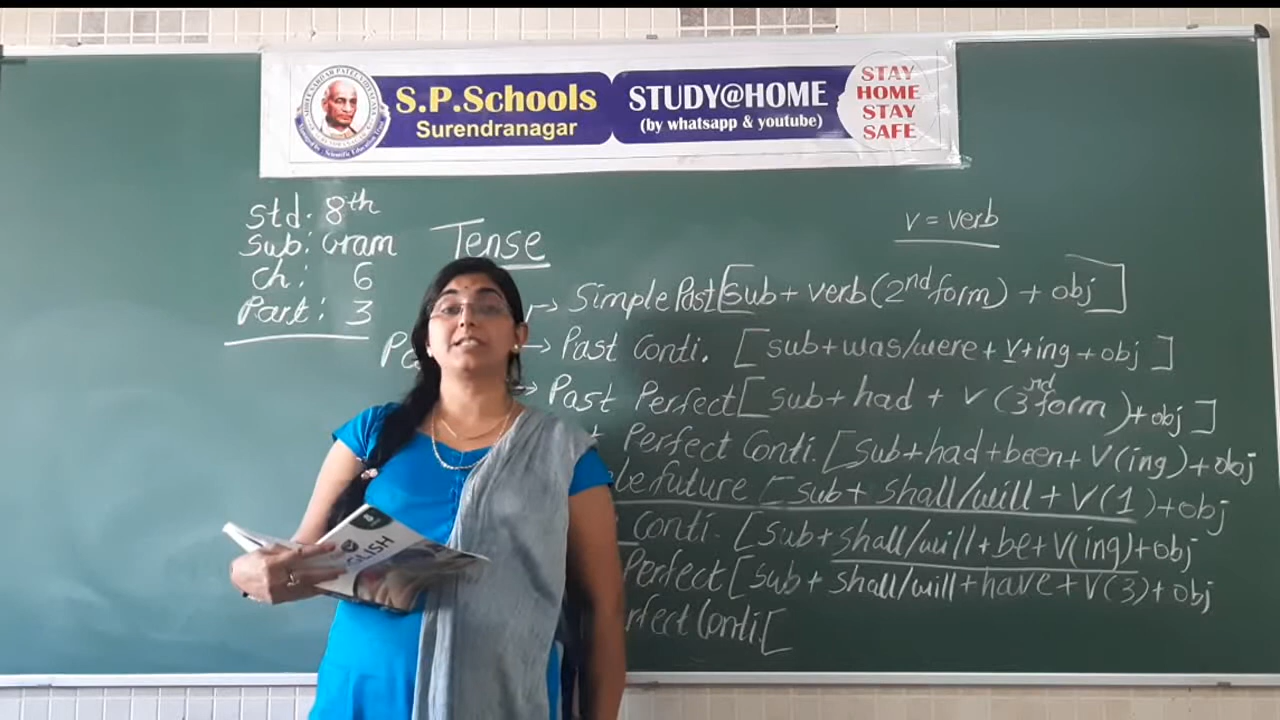 S.P.Schools
Surendranagar
STUDY@HOME
(by whatsapp & youtube)
STAY
HOME
STAY
SAFE
Std: 8th
Sub: Gram
Ch: 6
Part: 3
Tense
V = Verb
→ Simple Past [Sub + verb (2nd form) + obj]
→ Past Conti. [sub + was/were + v + ing + obj]
→ Past Perfect [sub + had + V (3rd form) + obj]
Perfect Conti. [sub + had + been + V(ing) + obj
future [sub + shall/will + V(1) + obj
Conti. [sub + shall/will + be + V(ing) + obj
Perfect [sub + shall/will + have + V(3) + obj
Conti. [